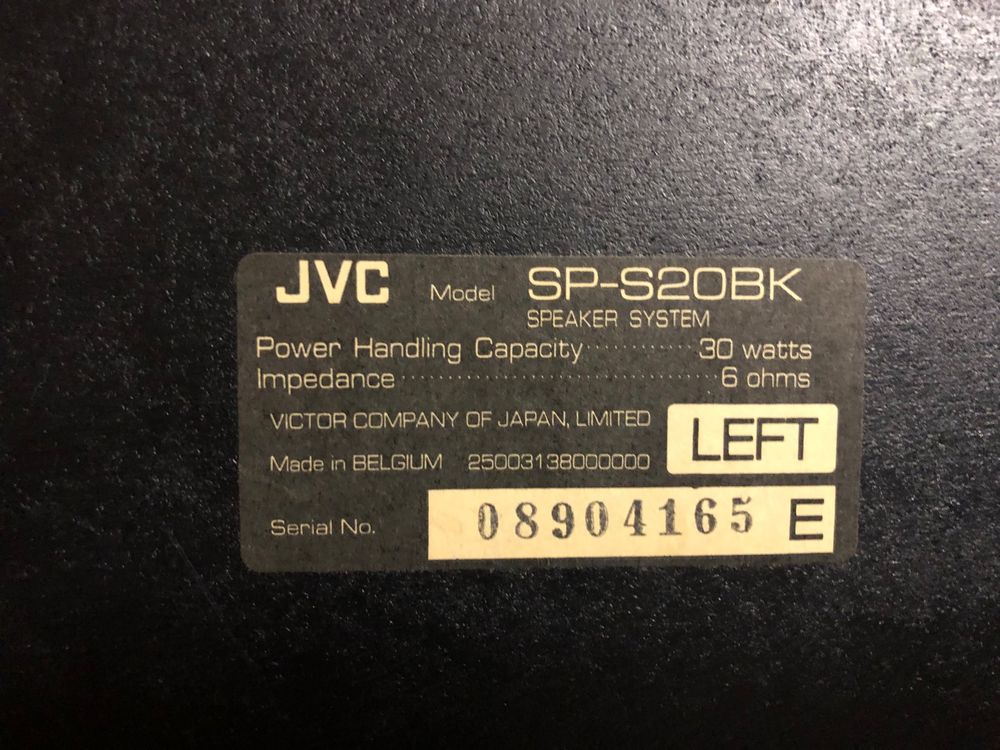 JVC Model SP-S20BK
SPEAKER SYSTEM
Power Handling Capacity ··········· 30 watts
Impedance ······························· 6 ohms
VICTOR COMPANY OF JAPAN, LIMITED
LEFT
Made in BELGIUM 25003138000000
Serial No. 08904165 E